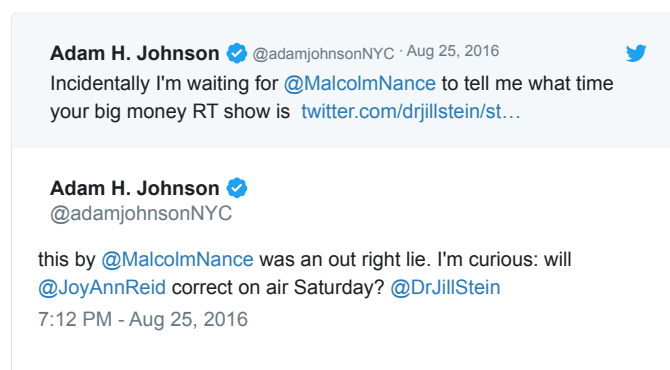 Adam H. Johnson @adamjohnsonNYC · Aug 25, 2016
Incidentally I'm waiting for @MalcolmNance to tell me what time
your big money RT show is twitter.com/drjillstein/st…
Adam H. Johnson
@adamjohnsonNYC
this by @MalcolmNance was an out right lie. I'm curious: will
@JoyAnnReid correct on air Saturday? @DrJillStein
7:12 PM - Aug 25, 2016